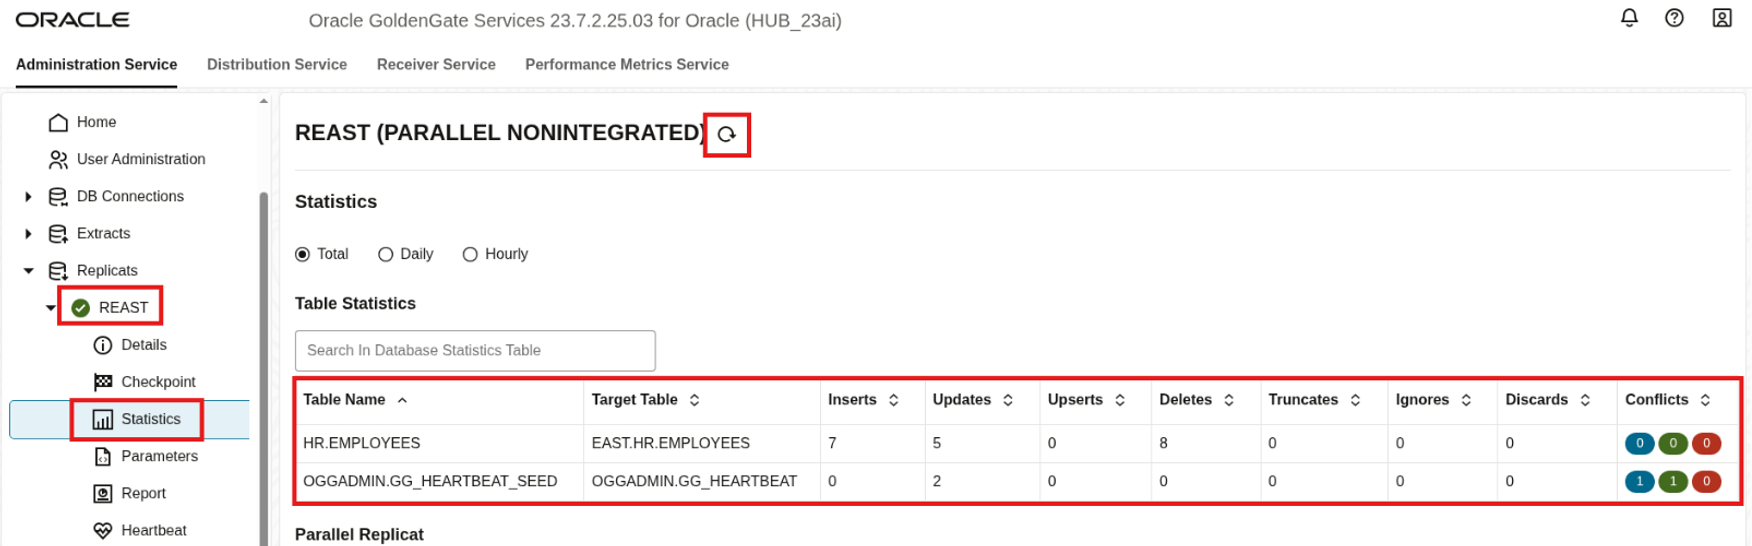 ORACLE Oracle GoldenGate Services 23.7.2.25.03 for Oracle (HUB_23ai)
Administration Service Distribution Service Receiver Service Performance Metrics Service
Home
User Administration
DB Connections
Extracts
Replicats
REAST
Details
Checkpoint
Statistics
Parameters
Report
Heartbeat
REAST (PARALLEL NONINTEGRATED)
Statistics
Total Daily Hourly
Table Statistics
Search In Database Statistics Table
Table Name Target Table Inserts Updates Upserts Deletes Truncates Ignores Discards Conflicts
HR.EMPLOYEES EAST.HR.EMPLOYEES 7 5 0 8 0 0 0 0 0 0
OGGADMIN.GG_HEARTBEAT_SEED OGGADMIN.GG_HEARTBEAT 0 2 0 0 0 0 0 1 1 0
Parallel Replicat